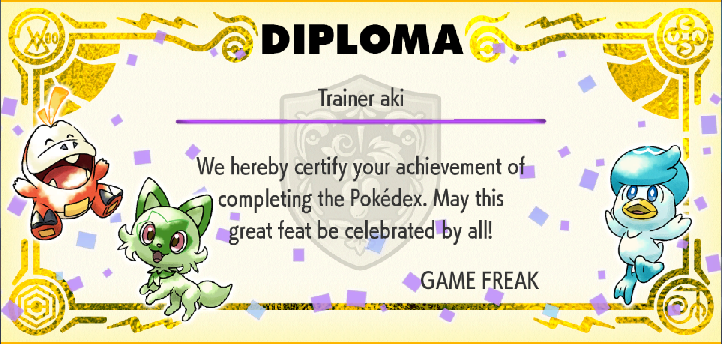 DIPLOMA
Trainer aki
We hereby certify your achievement of
completing the Pokédex. May this
great feat be celebrated by all!
GAME FREAK